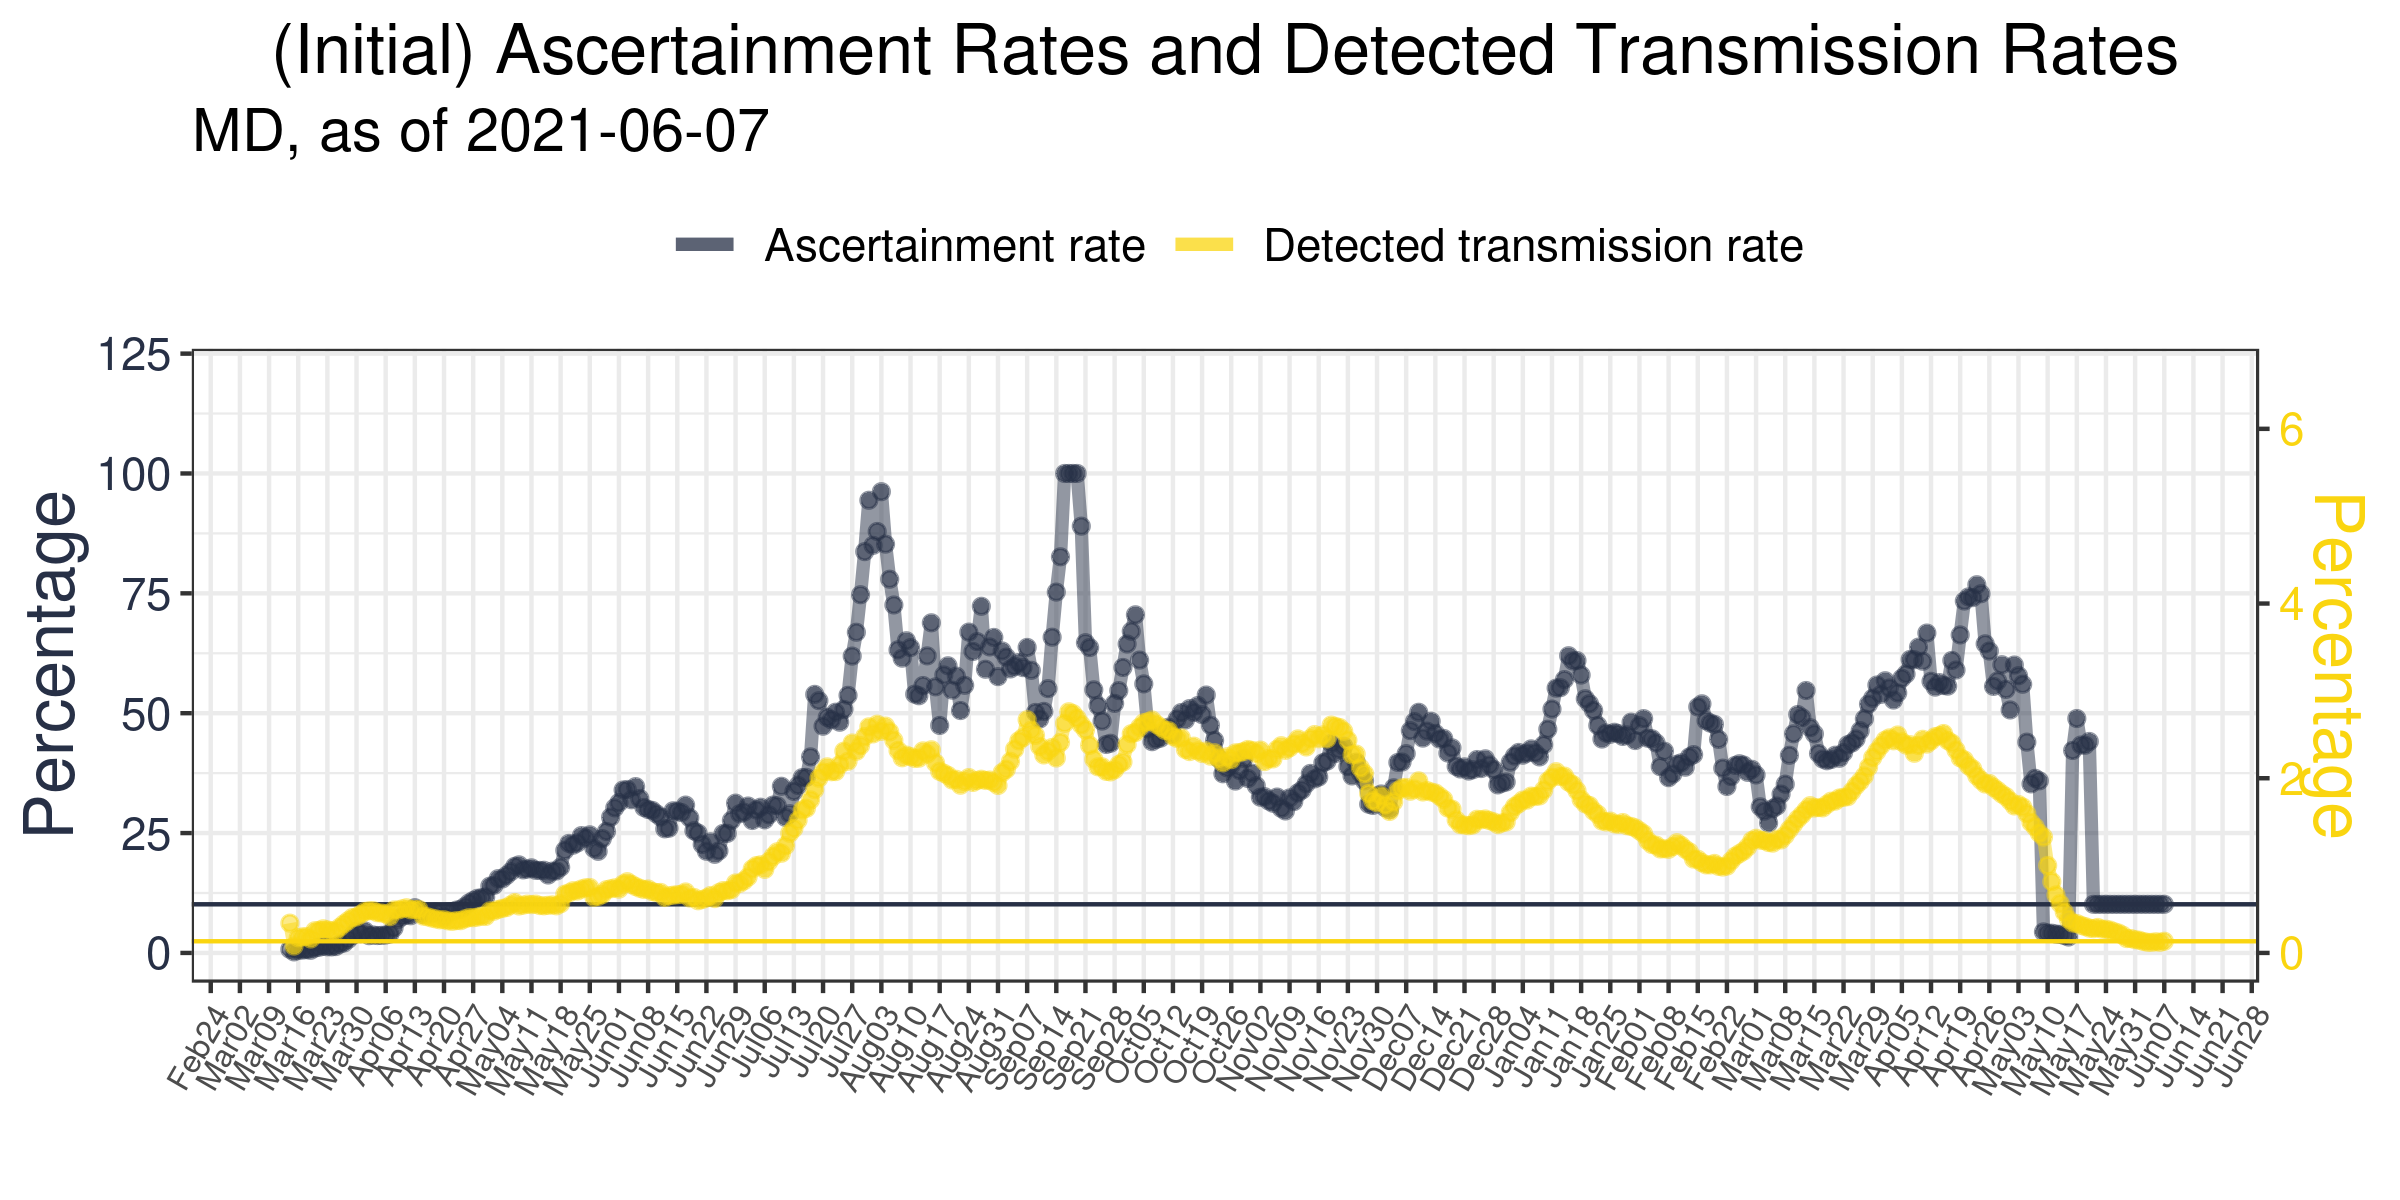 (Initial) Ascertainment Rates and Detected Transmission Rates
MD, as of 2021-06-07
Ascertainment rate
Detected transmission rate
Percentage
125
100
75
50
25
0
6
4
2
0
Percentage
Feb24
Mar02
Mar09
Mar16
Mar23
Mar30
Apr06
Apr13
Apr20
Apr27
May04
May11
May18
May25
Jun01
Jun08
Jun15
Jun22
Jun29
Jul06
Jul13
Jul20
Jul27
Aug03
Aug10
Aug17
Aug24
Aug31
Sep07
Sep14
Sep21
Sep28
Oct05
Oct12
Oct19
Oct26
Nov02
Nov09
Nov16
Nov23
Nov30
Dec07
Dec14
Dec21
Dec28
Jan04
Jan11
Jan18
Jan25
Feb01
Feb08
Feb15
Feb22
Mar01
Mar08
Mar15
Mar22
Mar29
Apr05
Apr12
Apr19
Apr26
May03
May10
May17
May24
May31
Jun07
Jun14
Jun21
Jun28